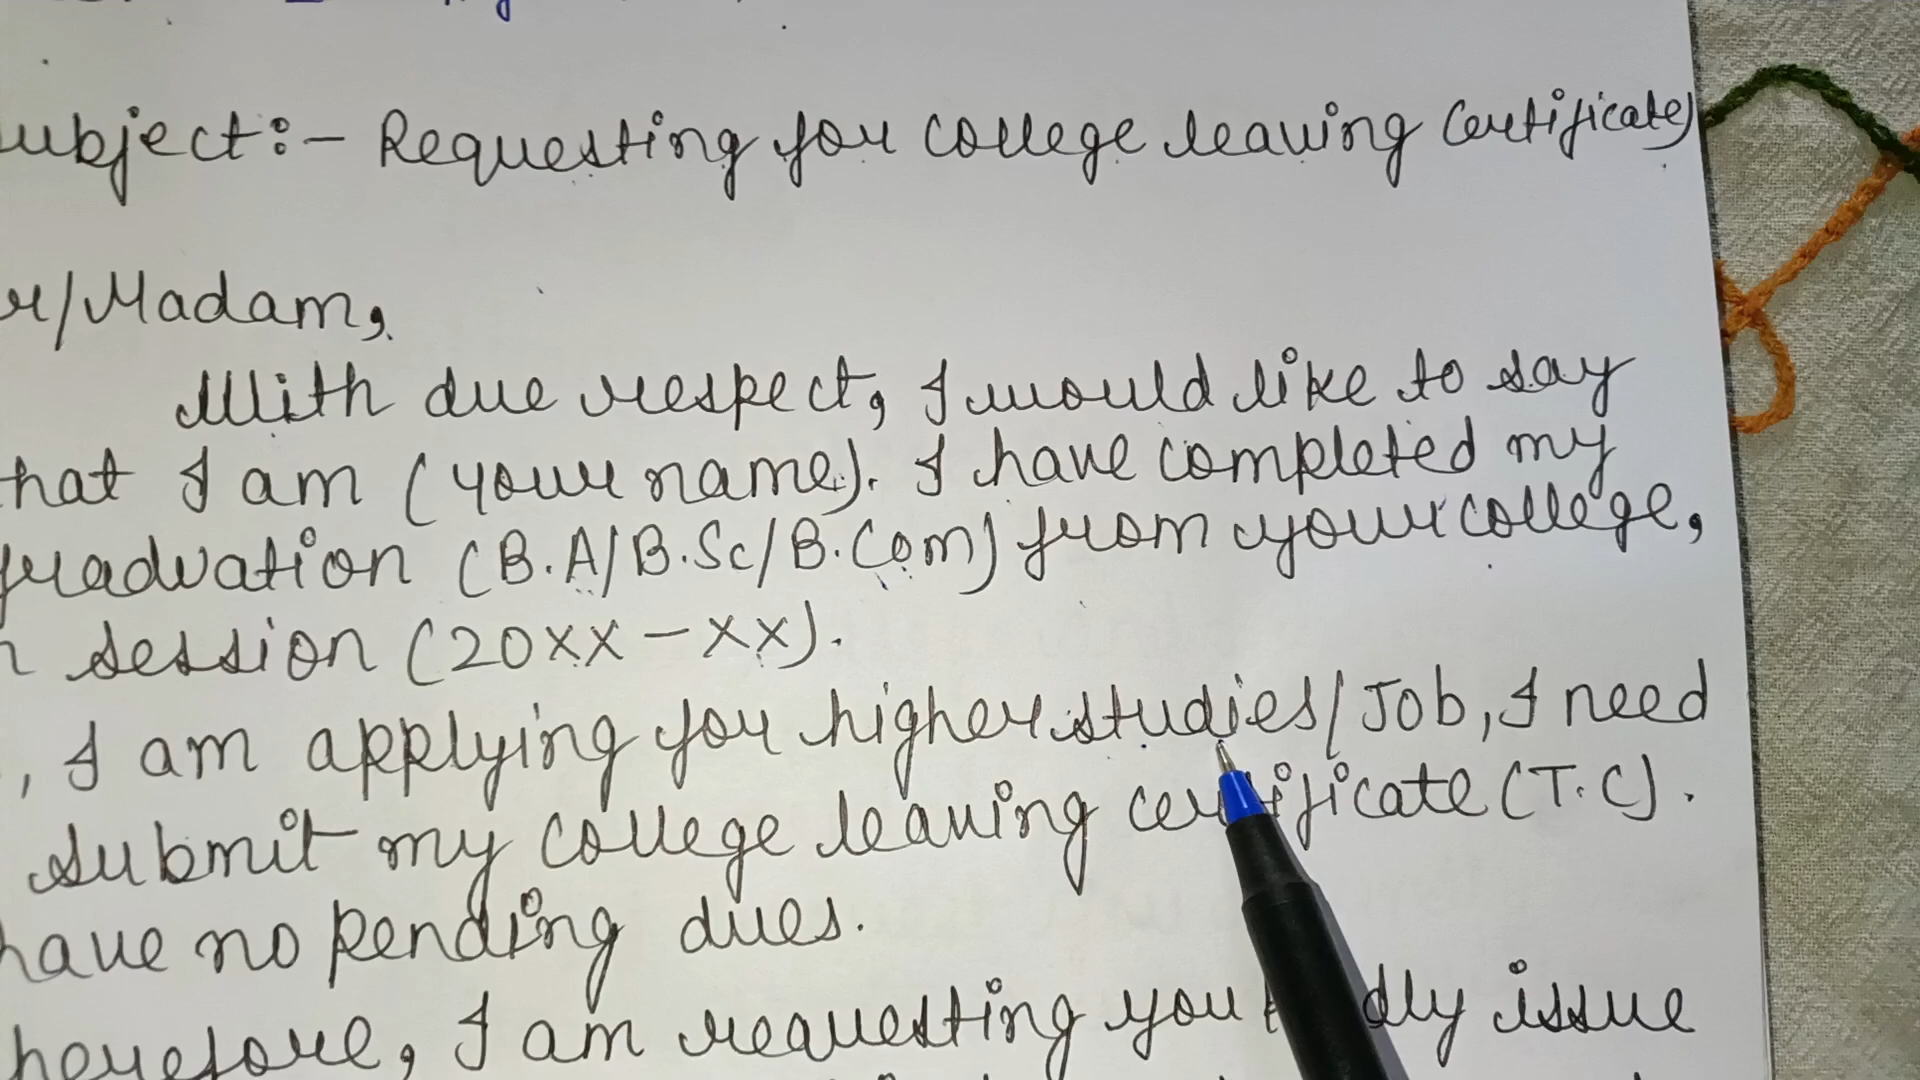 ubject:- Requesting for college leaving Certificate
r/Madam,
With due respect, I would like to say
hat I am (your name). I have completed my
graduation (B.A/B.Sc/B.Com) from your college,
n session (20XX-XX).
, I am applying for higher studies/Job, I need
submit my college leaving certificate (T.C).
have no pending dues.
herefore, I am requesting you dly issue